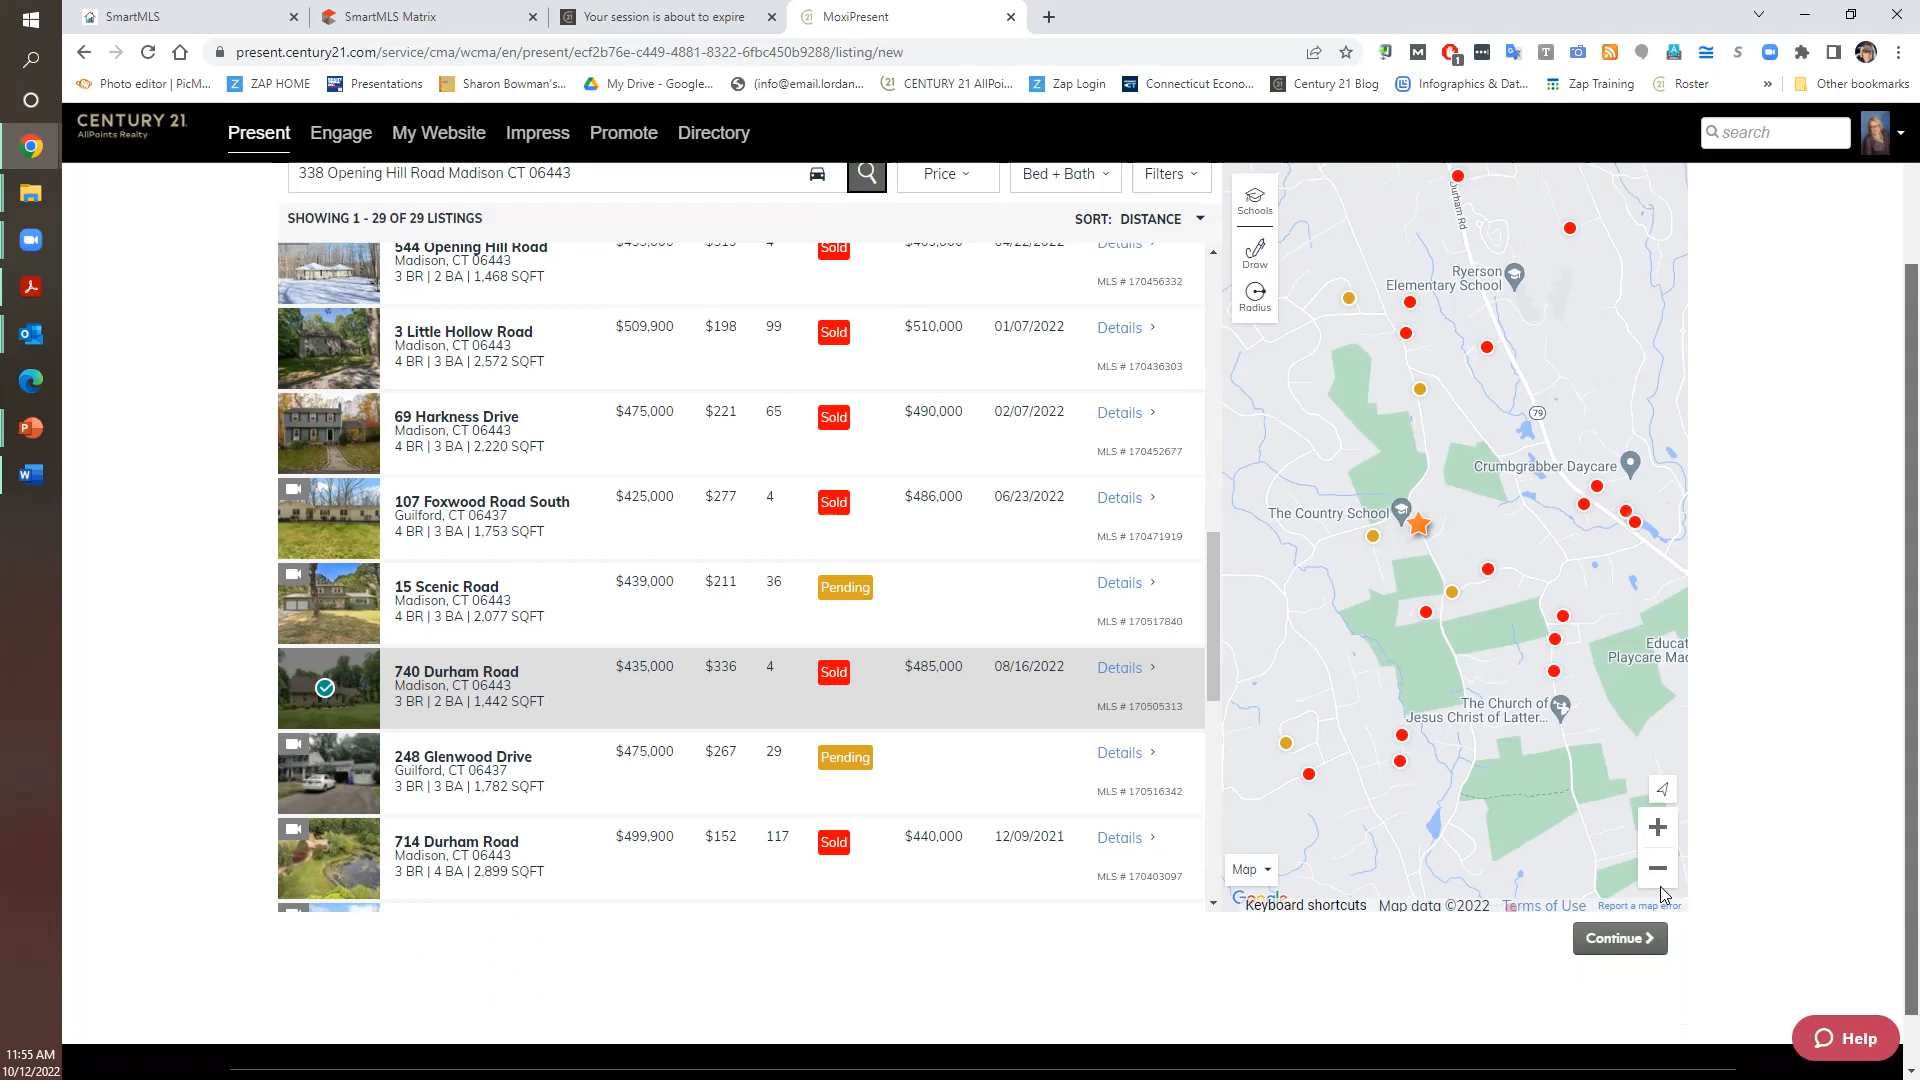 SmartMLS
SmartMLS Matrix
Your session is about to expire
MoxiPresent
present.century21.com/service/cma/wcma/en/present/ecf2b76e-c449-4881-8322-6fbc450b9288/listing/new
Photo editor | PicM...
ZAP HOME
Presentations
Sharon Bowman's...
My Drive - Google...
(info@email.lordan...
CENTURY 21 AllPoi...
Zap Login
Connecticut Econo...
Century 21 Blog
Infographics & Dat...
Zap Training
Roster
»
Other bookmarks
CENTURY 21.
AllPoints Realty
Present
Engage
My Website
Impress
Promote
Directory
search
338 Opening Hill Road Madison CT 06443
Price
Bed + Bath
Filters
SHOWING 1 - 29 OF 29 LISTINGS
SORT: DISTANCE
544 Opening Hill Road
Sold
Details
Madison, CT 06443
3 BR | 2 BA | 1,468 SQFT
MLS # 170456332
3 Little Hollow Road $509,900 $198 99 Sold $510,000 01/07/2022 Details
Madison, CT 06443
4 BR | 3 BA | 2,572 SQFT
MLS # 170436303
69 Harkness Drive $475,000 $221 65 Sold $490,000 02/07/2022 Details
Madison, CT 06443
4 BR | 3 BA | 2,220 SQFT
MLS # 170452677
107 Foxwood Road South $425,000 $277 4 Sold $486,000 06/23/2022 Details
Guilford, CT 06437
4 BR | 3 BA | 1,753 SQFT
MLS # 170471919
15 Scenic Road $439,000 $211 36 Pending Details
Madison, CT 06443
4 BR | 3 BA | 2,077 SQFT
MLS # 170517840
740 Durham Road $435,000 $336 4 Sold $485,000 08/16/2022 Details
Madison, CT 06443
3 BR | 2 BA | 1,442 SQFT
MLS # 170505313
248 Glenwood Drive $475,000 $267 29 Pending Details
Guilford, CT 06437
3 BR | 3 BA | 1,782 SQFT
MLS # 170516342
714 Durham Road $499,900 $152 117 Sold $440,000 12/09/2021 Details
Madison, CT 06443
3 BR | 4 BA | 2,899 SQFT
MLS # 170403097
Schools
Draw
Radius
Durham Rd
Ryerson
Elementary School
79
Crumbgrabber Daycare
The Country School
Educat
Playcare Mad
The Church of
Jesus Christ of Latter...
Map
Google
Keyboard shortcuts
Map data ©2022
Terms of Use
Report a map error
Continue
Help
11:55 AM
10/12/2022